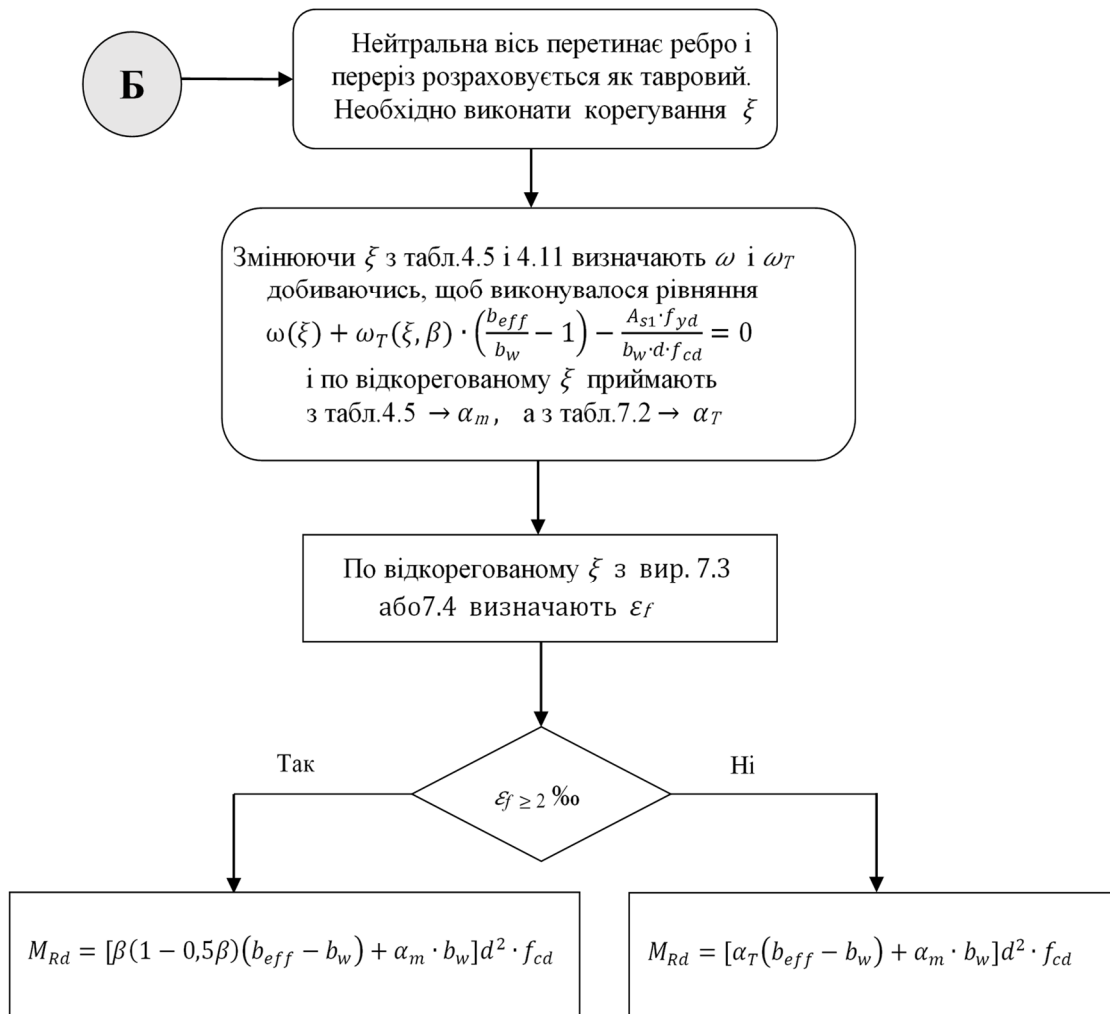 Б
Нейтральна вісь перетинає ребро і
переріз розраховується як тавровий.
Необхідно виконати корегування ξ
Змінюючи ξ з табл.4.5 і 4.11 визначають ω і ω_T
добиваючись, щоб виконувалося рівняння
ω(ξ) + ω_T(ξ, β) · (b_eff/b_w − 1) − A_s1·f_yd/b_w·d·f_cd = 0
і по відкорегованому ξ приймають
з табл.4.5 → α_m, а з табл.7.2 → α_T
По відкорегованому ξ з вир. 7.3
або7.4 визначають ε_f
Так
Ні
ε_f ≥ 2 ‰
M_Rd = [β(1 − 0,5β)(b_eff − b_w) + α_m · b_w]d² · f_cd
M_Rd = [α_T(b_eff − b_w) + α_m · b_w]d² · f_cd